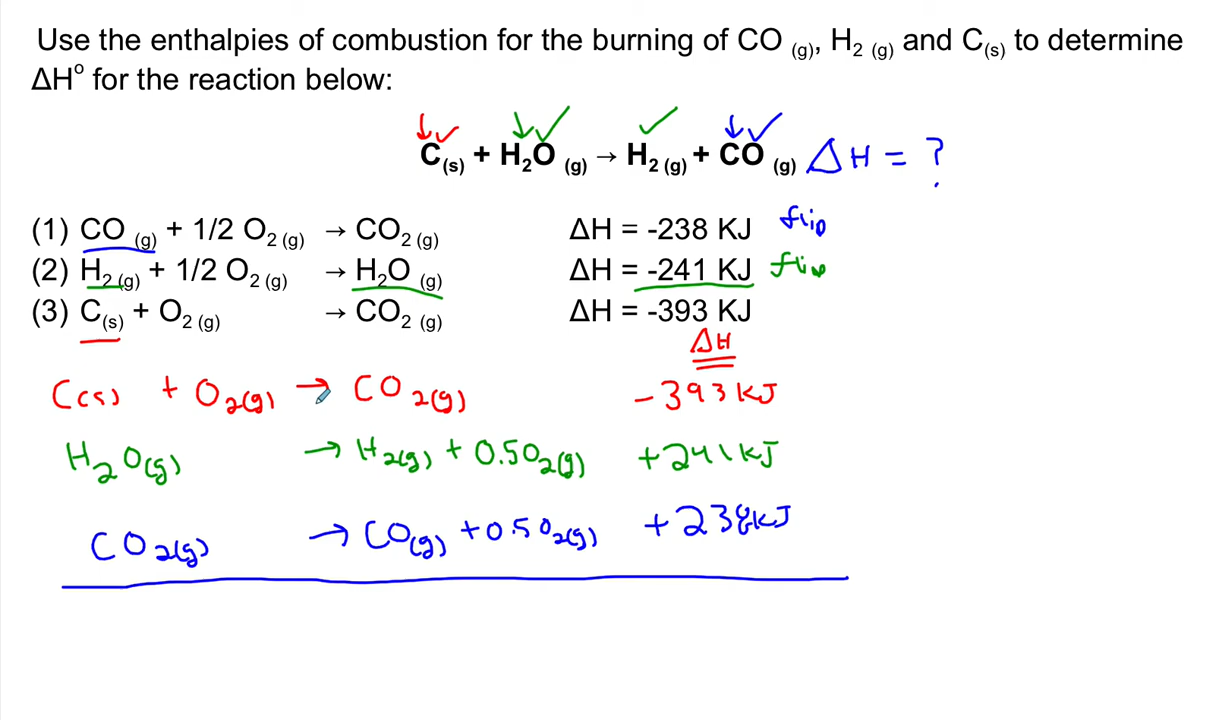 Use the enthalpies of combustion for the burning of CO (g), H2 (g) and C(s) to determine
ΔHo for the reaction below:
C(s) + H2O (g) → H2 (g) + CO (g) ΔH = ?
(1) CO (g) + 1/2 O2 (g) → CO2 (g) ΔH = -238 KJ flip
(2) H2 (g) + 1/2 O2 (g) → H2O (g) ΔH = -241 KJ flip
(3) C(s) + O2 (g) → CO2 (g) ΔH = -393 KJ
ΔH
C(s) + O2(g) → CO2(g) -393 KJ
H2O(g) → H2(g) + 0.5O2(g) +241 KJ
CO2(g) → CO(g) + 0.5O2(g) +238 KJ